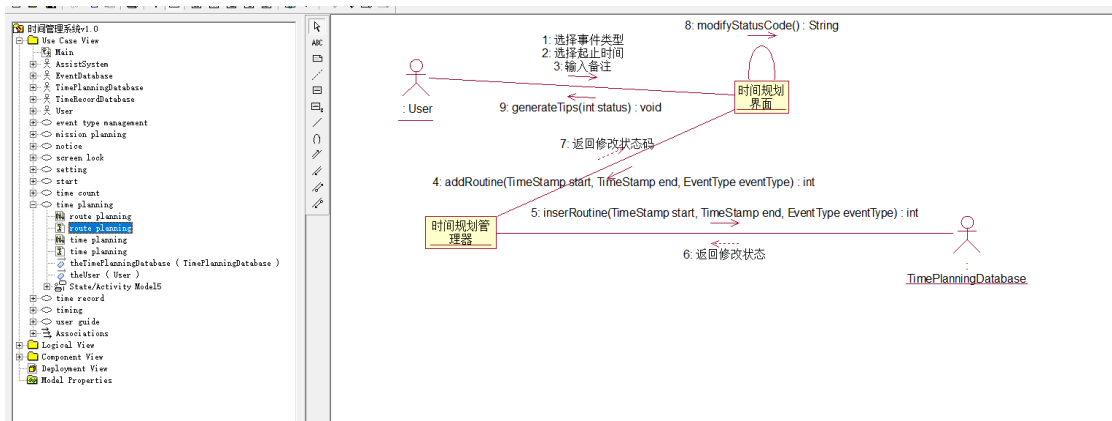 时间管理系统v1.0
Use Case View
Main
AssistSystem
EventDatabase
TimePlanningDatabase
TimeRecordDatabase
User
event type management
mission planning
notice
screen lock
setting
start
time count
time planning
route planning
route planning
time planning
time planning
theTimePlanningDatabase ( TimePlanningDatabase )
theUser ( User )
State/Activity Model5
time record
timing
user guide
Associations
Logical View
Component View
Deployment View
Model Properties
ABC
8: modifyStatusCode() : String
1: 选择事件类型
2: 选择起止时间
3: 输入备注
: User
时间规划
界面
9: generateTips(int status) : void
7: 返回修改状态码
4: addRoutine(TimeStamp start, TimeStamp end, EventType eventType) : int
5: inserRoutine(TimeStamp start, TimeStamp end, EventType eventType) : int
时间规划管
理器
6: 返回修改状态
:
TimePlanningDatabase